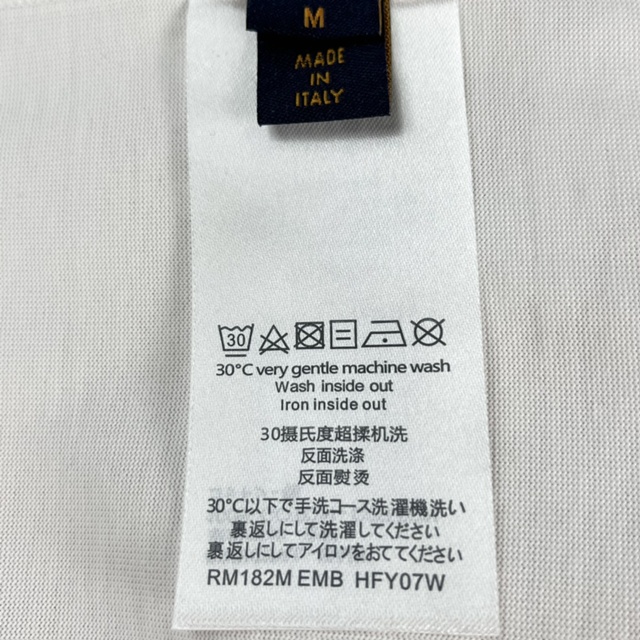 M
MADE
IN
ITALY
30
30°C very gentle machine wash
Wash inside out
Iron inside out
30摄氏度超揉机洗
反面洗涤
反面熨烫
30°C以下で手洗コース洗濯機洗い
裏返しにして洗濯してください
裏返しにしてアイロソをおててください
RM182M EMB HFY07W